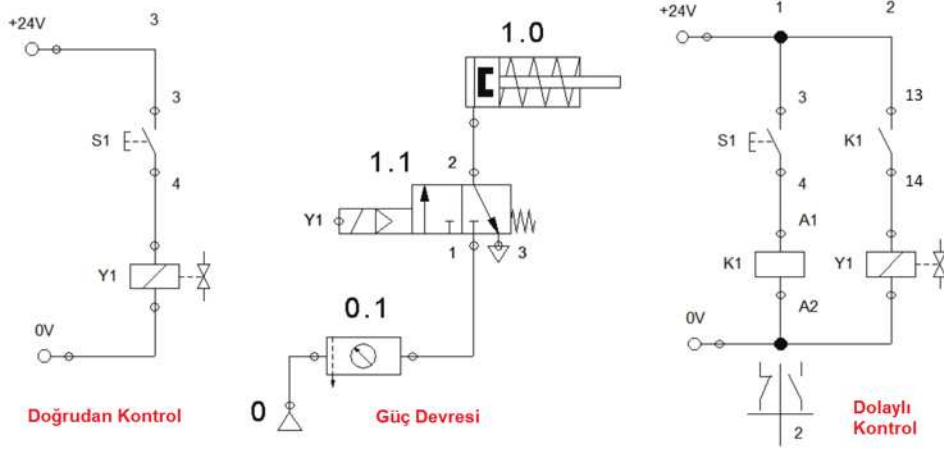 +24V
3
3
S1
4
Y1
0V
Doğrudan Kontrol
1.0
1.1
2
Y1
1
3
0.1
0
Güç Devresi
1
2
+24V
3
13
S1
K1
4
14
A1
K1
Y1
A2
0V
2
Dolaylı
Kontrol